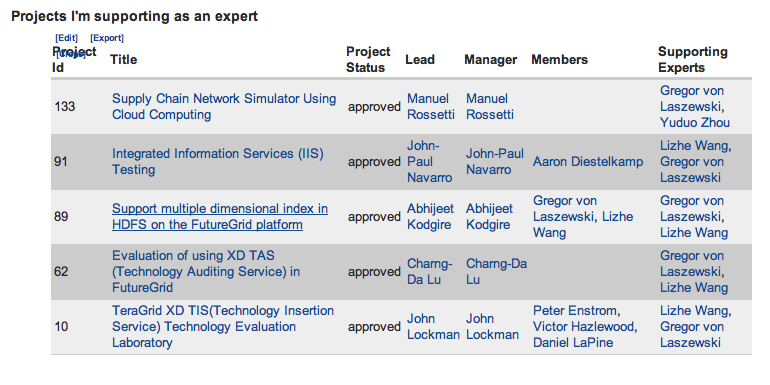 Projects I'm supporting as an expert
[Edit] [Export]
[Clone]
Project Id Title Project Status Lead Manager Members Supporting Experts
133 Supply Chain Network Simulator Using Cloud Computing approved Manuel Rossetti Manuel Rossetti Gregor von Laszewski, Yuduo Zhou
91 Integrated Information Services (IIS) Testing approved John-Paul Navarro John-Paul Navarro Aaron Diestelkamp Lizhe Wang, Gregor von Laszewski
89 Support multiple dimensional index in HDFS on the FutureGrid platform approved Abhijeet Kodgire Abhijeet Kodgire Gregor von Laszewski, Lizhe Wang Gregor von Laszewski, Lizhe Wang
62 Evaluation of using XD TAS (Technology Auditing Service) in FutureGrid approved Charng-Da Lu Charng-Da Lu Gregor von Laszewski, Lizhe Wang
10 TeraGrid XD TIS(Technology Insertion Service) Technology Evaluation Laboratory approved John Lockman John Lockman Peter Enstrom, Victor Hazlewood, Daniel LaPine Lizhe Wang, Gregor von Laszewski